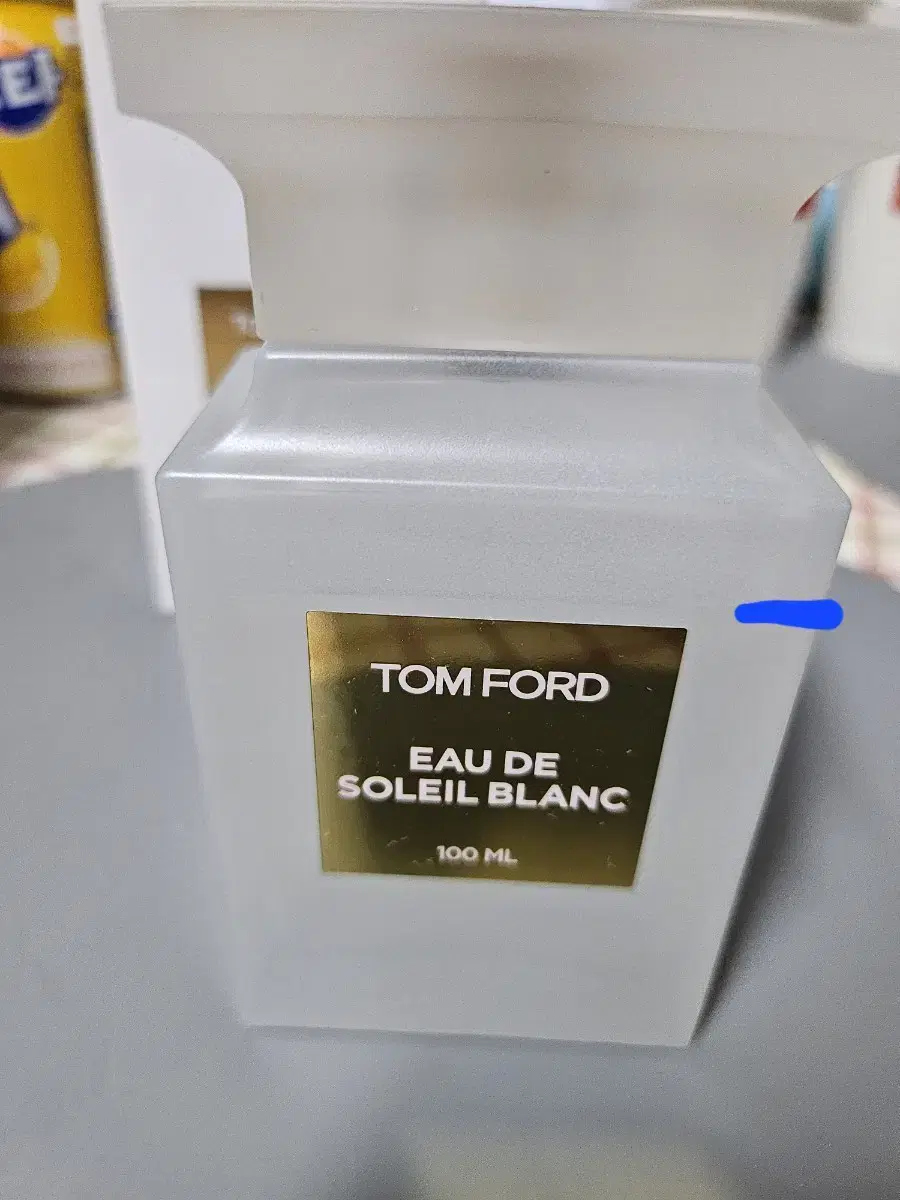 TOM FORD
EAU DE
SOLEIL BLANC
100 ML